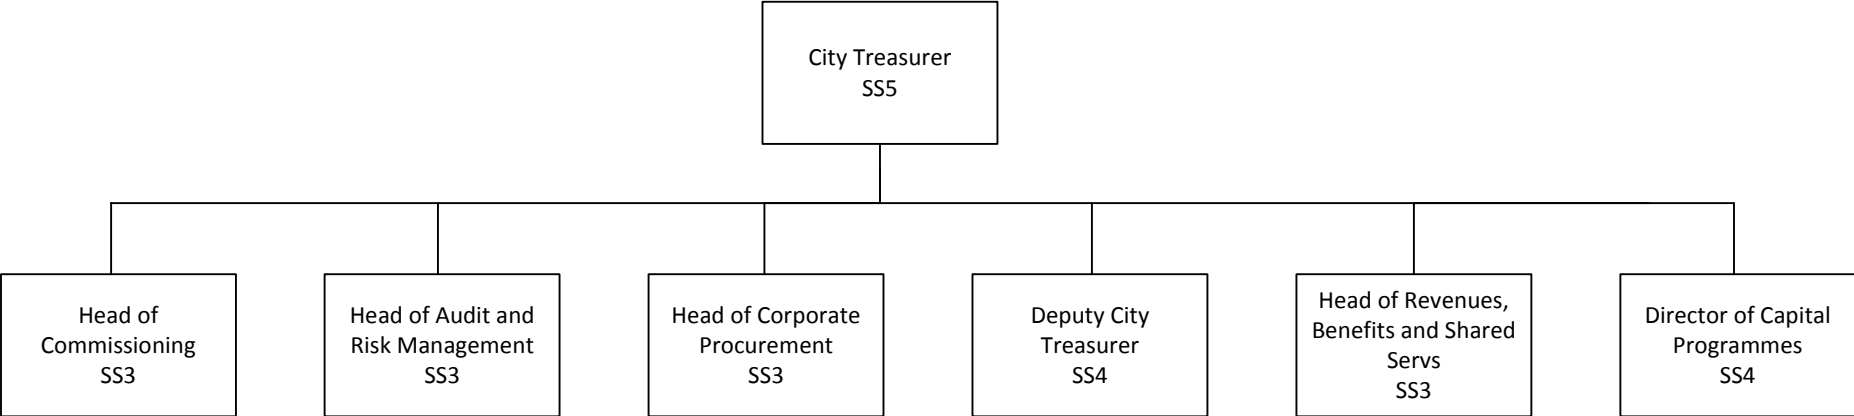 City Treasurer
SS5
Head of
Commissioning
SS3
Head of Audit and
Risk Management
SS3
Head of Corporate
Procurement
SS3
Deputy City
Treasurer
SS4
Head of Revenues,
Benefits and Shared
Servs
SS3
Director of Capital
Programmes
SS4